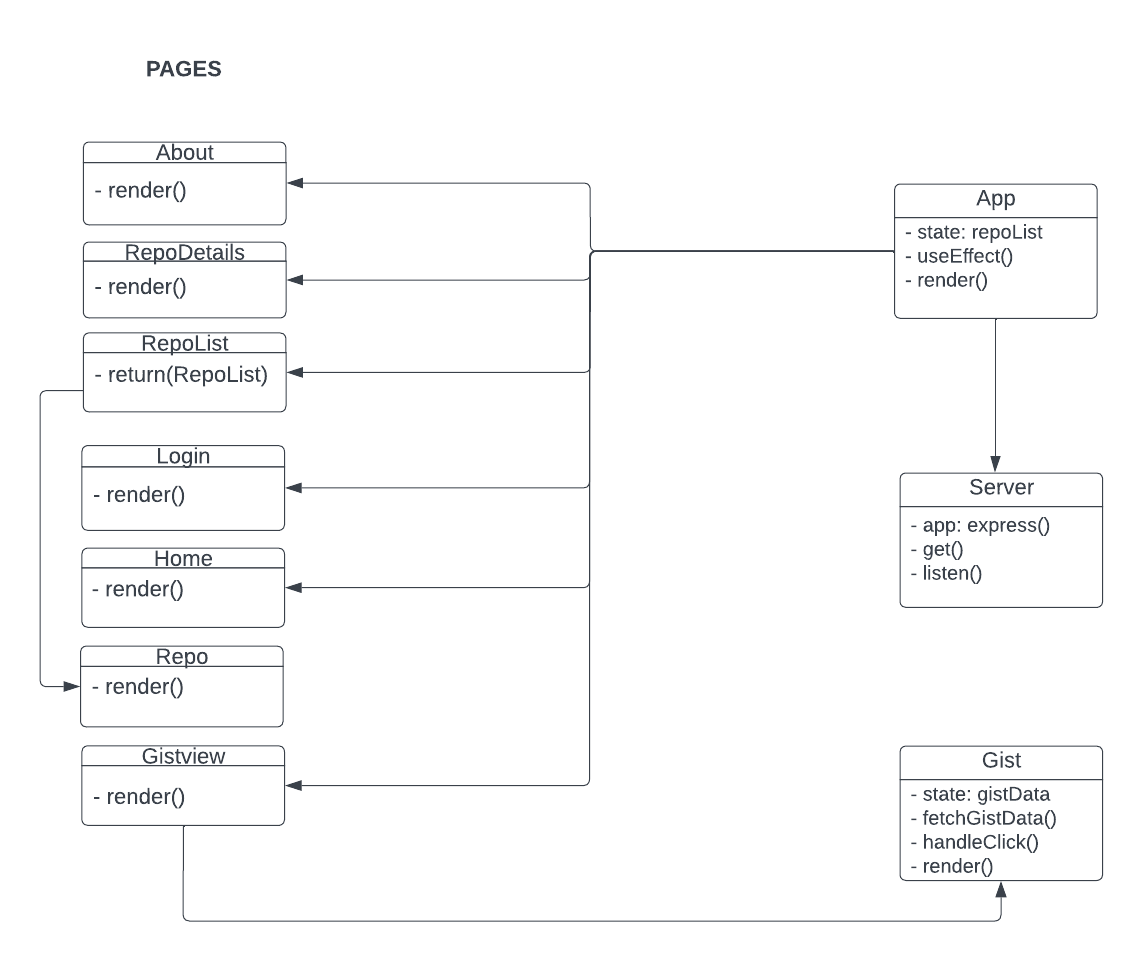 PAGES
About
- render()
RepoDetails
- render()
RepoList
- return(RepoList)
Login
- render()
Home
- render()
Repo
- render()
Gistview
- render()
App
- state: repoList
- useEffect()
- render()
Server
- app: express()
- get()
- listen()
Gist
- state: gistData
- fetchGistData()
- handleClick()
- render()